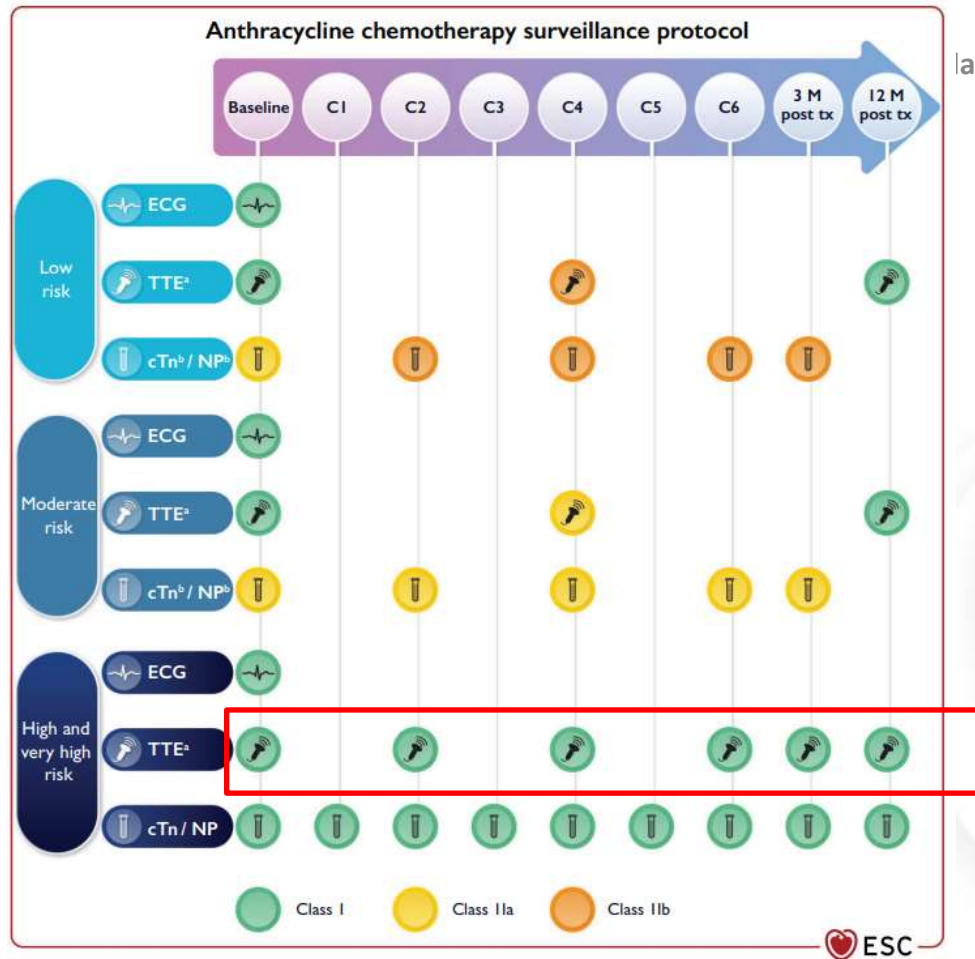 Anthracycline chemotherapy surveillance protocol
la
Baseline C1 C2 C3 C4 C5 C6 3 M post tx 12 M post tx
Low risk
ECG
TTEᵃ
cTnᵇ / NPᵇ
Moderate risk
ECG
TTEᵃ
cTnᵇ / NPᵇ
High and very high risk
ECG
TTEᵃ
cTn / NP
Class I Class IIa Class IIb
ESC